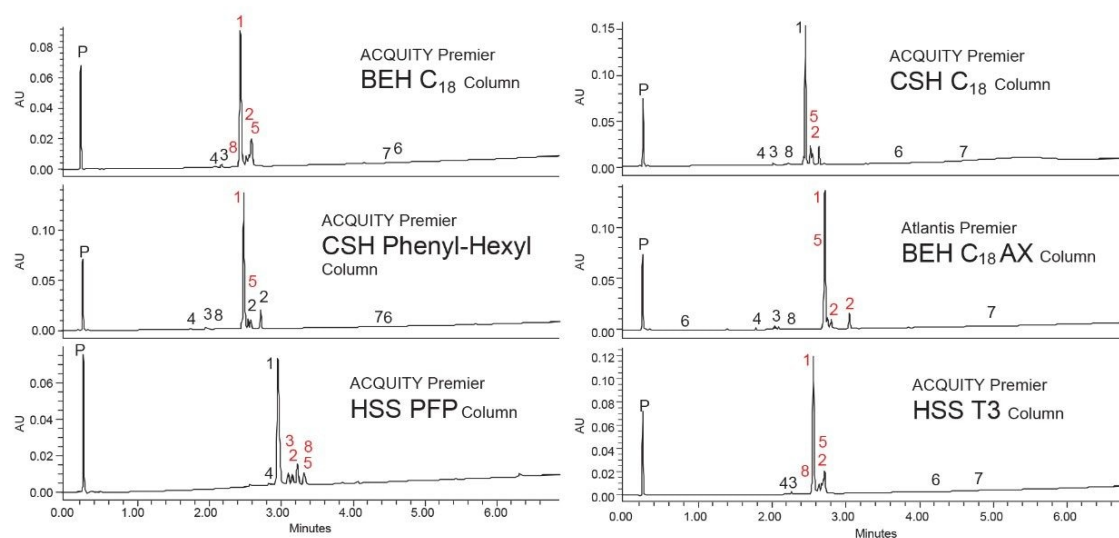 0.08
0.06
0.04
0.02
0.00
AU
P
1
2
5
8
3
4
7
6
ACQUITY Premier
BEH C₁₈ Column
0.15
0.10
0.05
0.00
AU
P
1
5
2
4 3 8
6
7
ACQUITY Premier
CSH C₁₈ Column
0.10
0.05
0.00
AU
P
1
5
2
2
4
3 8
76
ACQUITY Premier
CSH Phenyl-Hexyl
Column
0.10
0.05
0.00
AU
P
1
5
2
2
6
4
3
8
7
Atlantis Premier
BEH C₁₈ AX Column
0.06
0.04
0.02
0.00
AU
P
1
3
2
8
5
4
ACQUITY Premier
HSS PFP Column
0.00 1.00 2.00 3.00 4.00 5.00 6.00
Minutes
0.12
0.10
0.08
0.06
0.04
0.02
0.00
AU
P
1
5
2
8
43
6
7
ACQUITY Premier
HSS T3 Column
0.00 1.00 2.00 3.00 4.00 5.00 6.00
Minutes